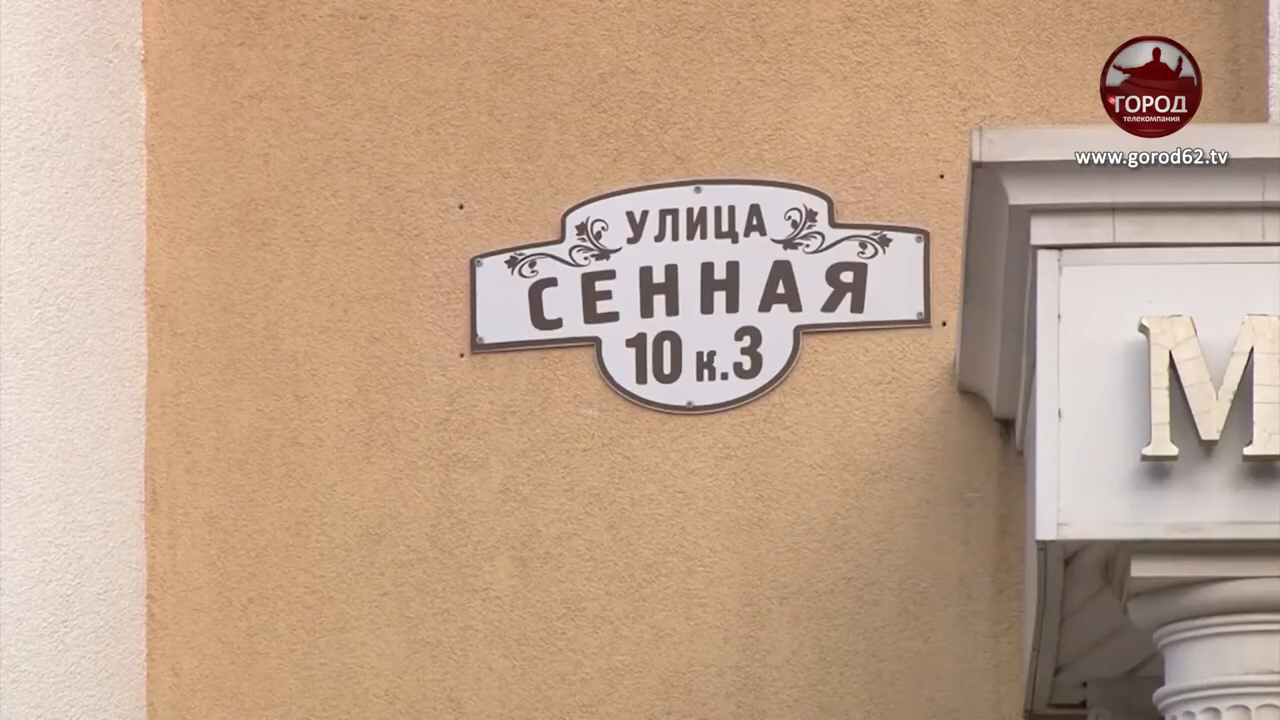 ГОРОД
телекомпания
www.gorod62.tv
УЛИЦА
СЕННАЯ
10 к.3
М